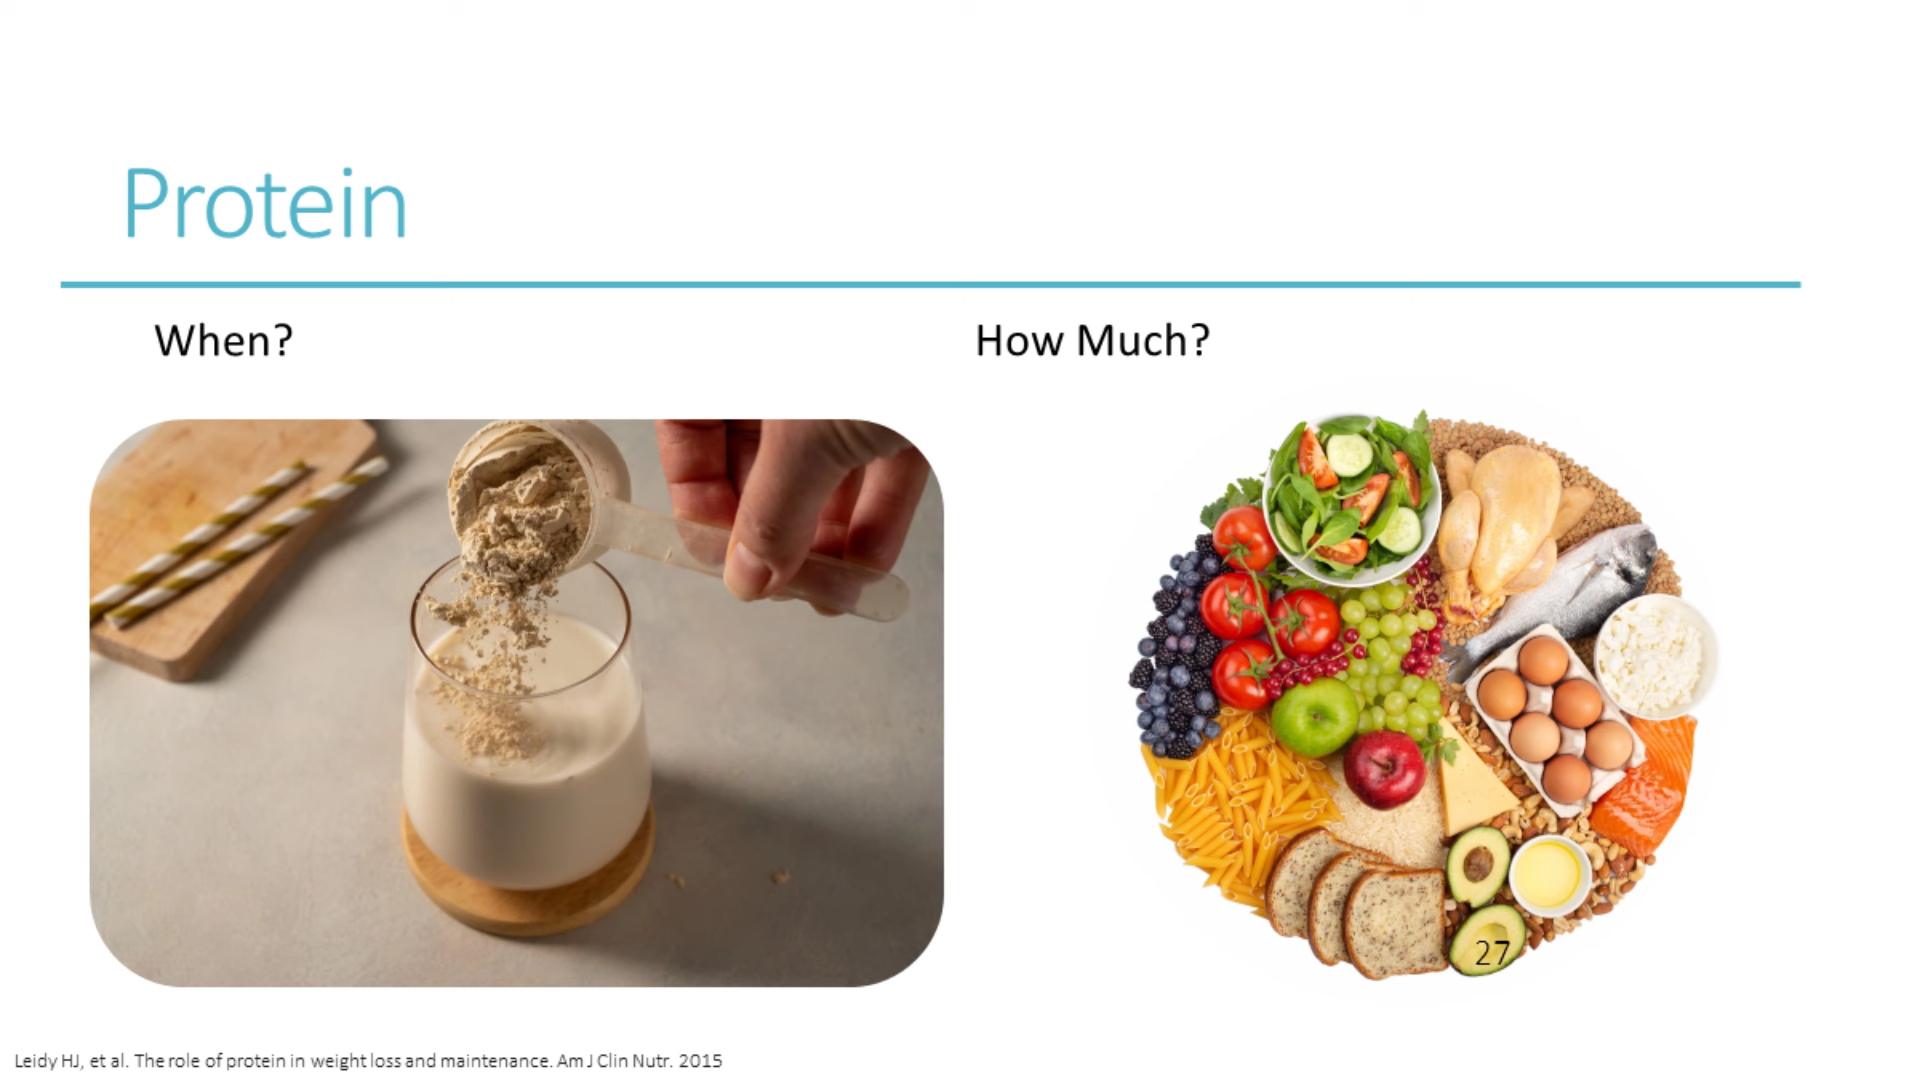 Protein
When?
How Much?
27
Leidy HJ, et al. The role of protein in weight loss and maintenance. Am J Clin Nutr. 2015